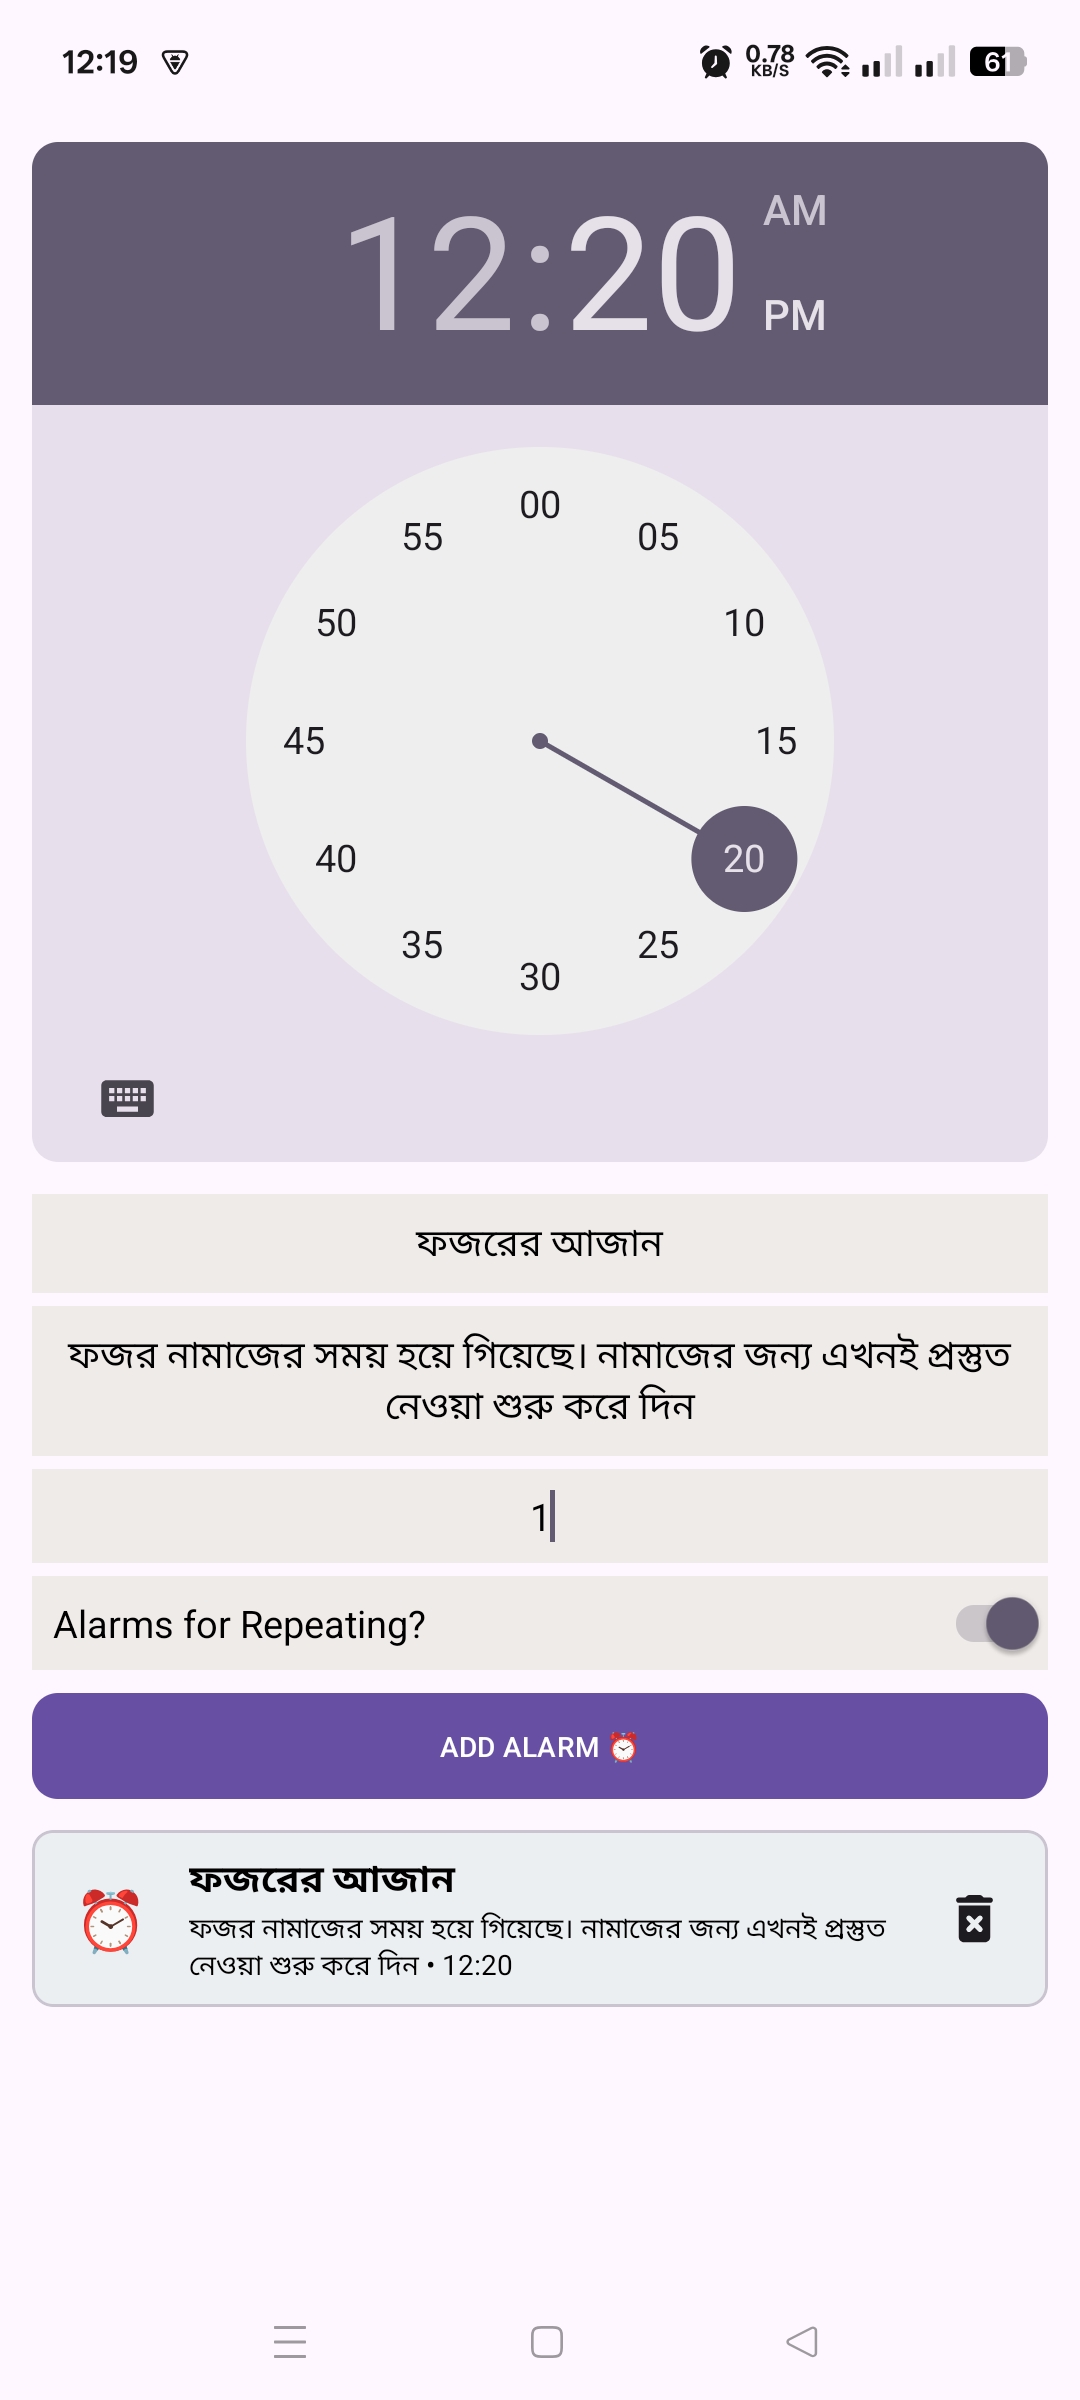 12:19
0.78
KB/S
61
12:20
AM
PM
00
55
05
50
10
45
15
40
20
35
25
30
ফজরের আজান
ফজর নামাজের সময় হয়ে গিয়েছে। নামাজের জন্য এখনই প্রস্তুত
নেওয়া শুরু করে দিন
1
Alarms for Repeating?
ADD ALARM ⏰
ফজরের আজান
ফজর নামাজের সময় হয়ে গিয়েছে। নামাজের জন্য এখনই প্রস্তুত
নেওয়া শুরু করে দিন • 12:20